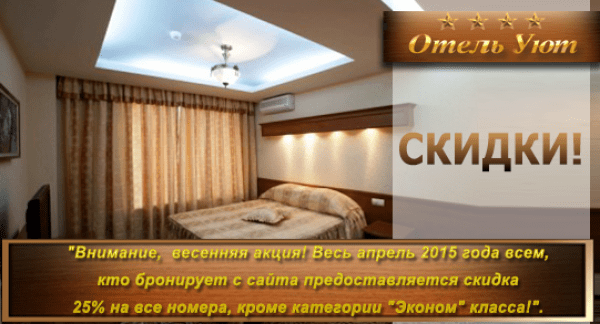 Отель Уют
СКИДКИ!
"Внимание, весенняя акция! Весь апрель 2015 года всем,
кто бронирует с сайта предоставляется скидка
25% на все номера, кроме категории "Эконом" класса!".